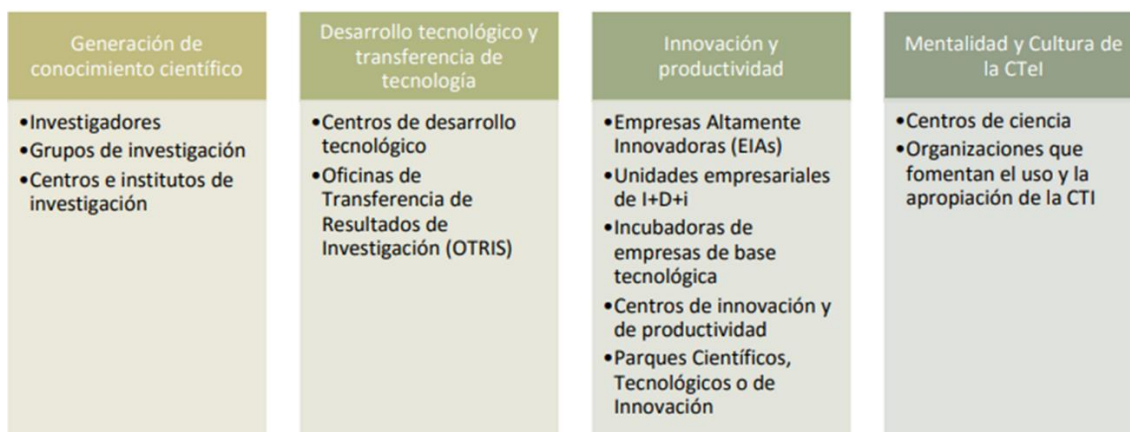 Generación de
conocimiento científico
•Investigadores
•Grupos de investigación
•Centros e institutos de
investigación
Desarrollo tecnológico y
transferencia de
tecnología
•Centros de desarrollo
tecnológico
•Oficinas de
Transferencia de
Resultados de
Investigación (OTRIS)
Innovación y
productividad
•Empresas Altamente
Innovadoras (EIAs)
•Unidades empresariales
de I+D+i
•Incubadoras de
empresas de base
tecnológica
•Centros de innovación y
de productividad
•Parques Científicos,
Tecnológicos o de
Innovación
Mentalidad y Cultura de
la CTeI
•Centros de ciencia
•Organizaciones que
fomentan el uso y la
apropiación de la CTI